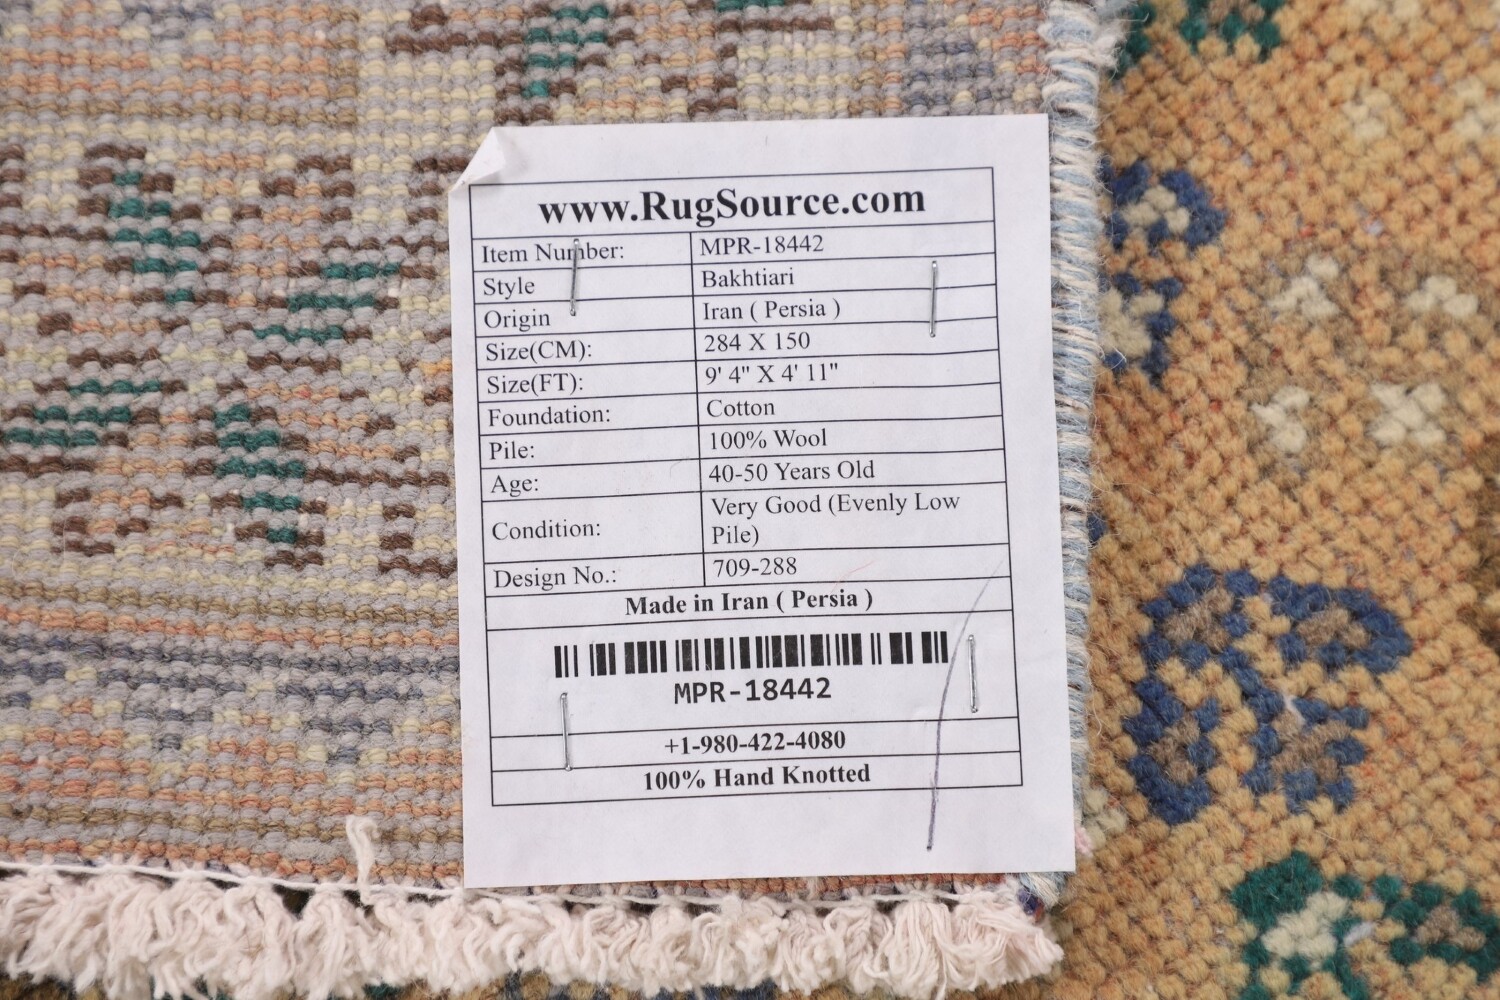 www.RugSource.com
Item Number: MPR-18442
Style Bakhtiari
Origin Iran ( Persia )
Size(CM): 284 X 150
Size(FT): 9' 4" X 4' 11"
Foundation: Cotton
Pile: 100% Wool
Age: 40-50 Years Old
Condition: Very Good (Evenly Low
Pile)
Design No.: 709-288
Made in Iran ( Persia )
MPR-18442
+1-980-422-4080
100% Hand Knotted